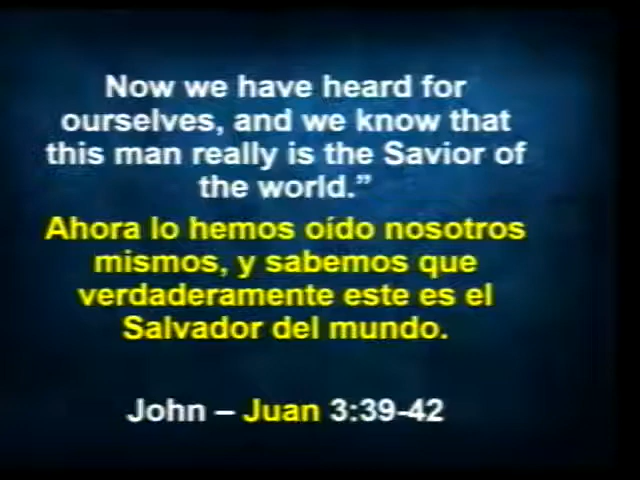 Now we have heard for
ourselves, and we know that
this man really is the Savior of
the world.”
Ahora lo hemos oído nosotros
mismos, y sabemos que
verdaderamente este es el
Salvador del mundo.
John – Juan 3:39-42